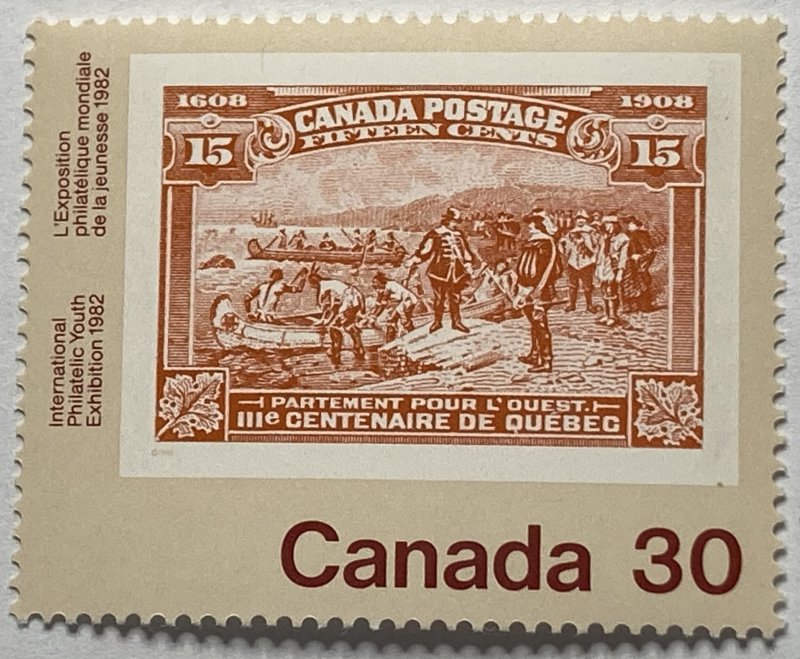 L'Exposition
philatélique mondiale
de la jeunesse 1982
International
Philatelic Youth
Exhibition 1982
1608
CANADA POSTAGE
1908
15
FIFTEEN CENTS
15
PARTEMENT POUR L'OUEST.
IIIe CENTENAIRE DE QUÉBEC
Canada 30